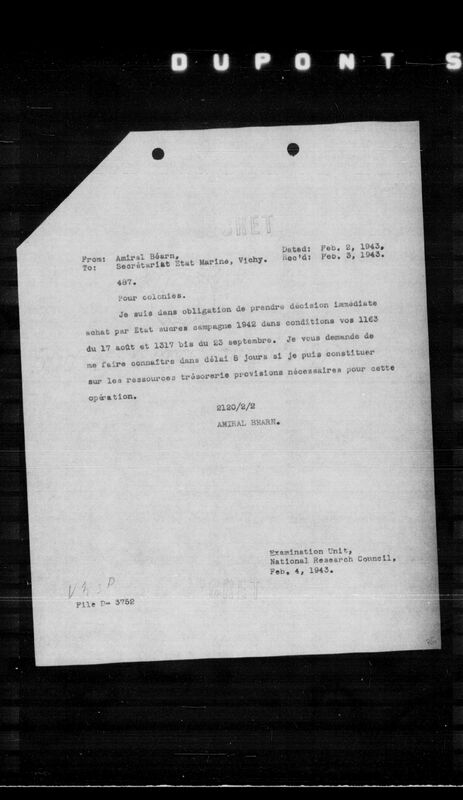 DUPONT S
From: Amiral Béarn, Dated: Feb. 2, 1943.
To: Secrétariat État Marine, Vichy. Rec'd: Feb. 3, 1943.
487.
Pour colonies.
Je suis dans obligation de prendre décision immédiate
achat par Etat sucres campagne 1942 dans conditions vos 1163
du 17 août et 1317 bis du 23 septembre. Je vous demande de
me faire connaître dans délai 8 jours si je puis constituer
sur les ressources trésorerie provisions nécessaires pour cette
opération.
2120/2/2
AMIRAL BEARN.
Examination Unit,
National Research Council,
Feb. 4, 1943.
File D- 3752